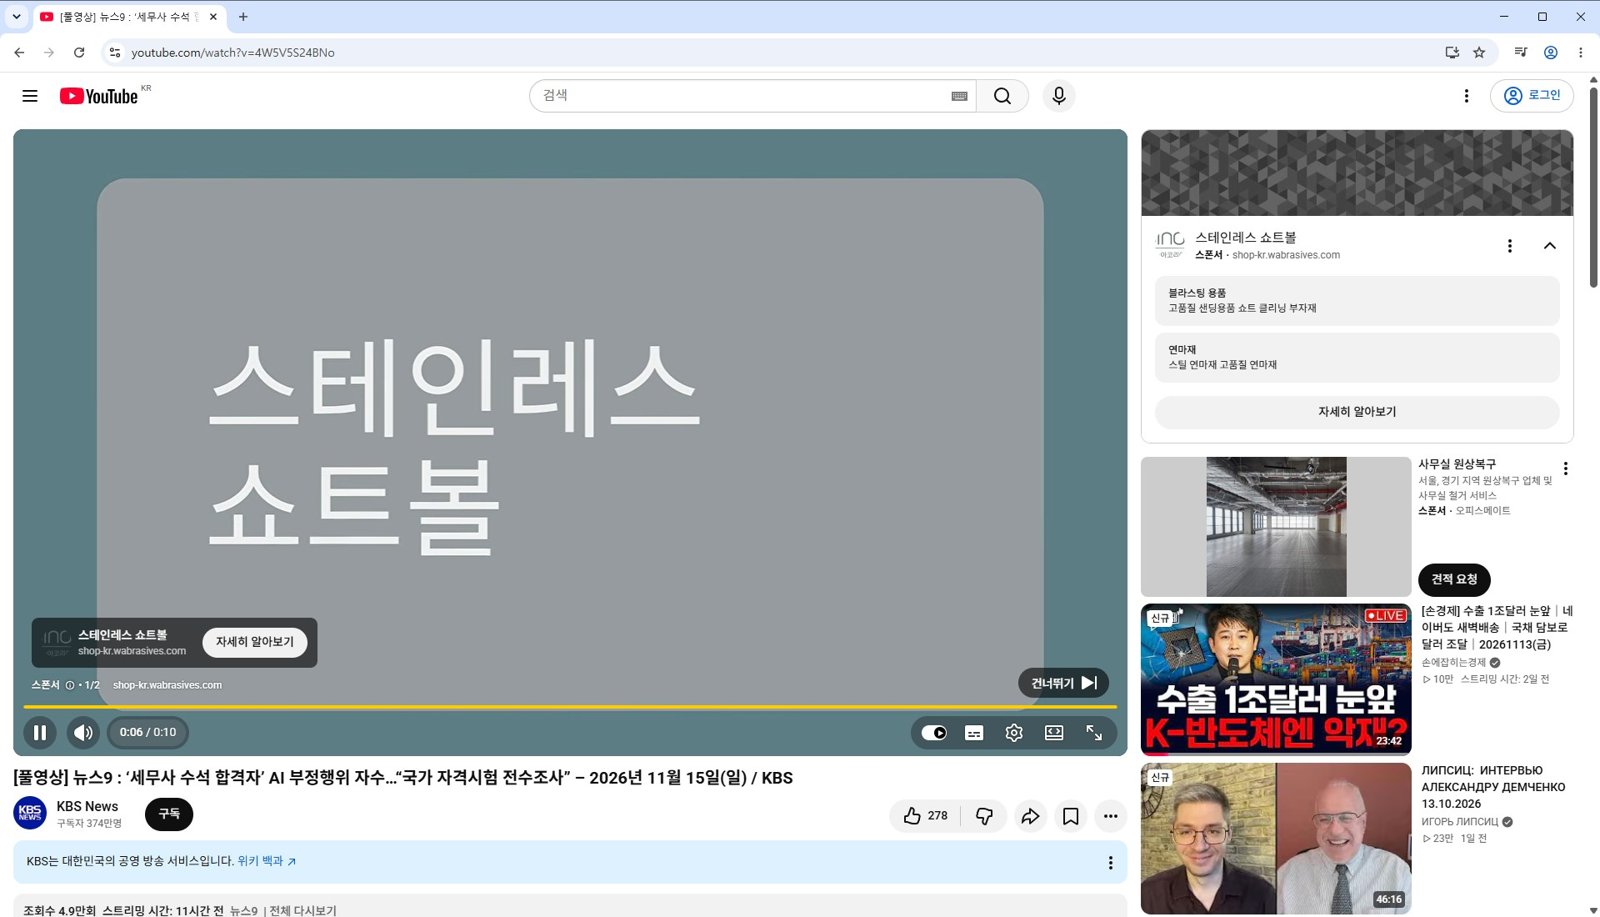 [풀영상] 뉴스9 : ‘세무사 수석
youtube.com/watch?v=4W5V5S24BNo
YouTube KR
검색
로그인
스테인레스
쇼트볼
스테인레스 쇼트볼
shop-kr.wabrasives.com
자세히 알아보기
스폰서 • 1/2 shop-kr.wabrasives.com
건너뛰기
0:06 / 0:10
[풀영상] 뉴스9 : ‘세무사 수석 합격자’ AI 부정행위 자수…“국가 자격시험 전수조사” – 2026년 11월 15일(일) / KBS
KBS NEWS
KBS News
구독자 374만명
구독
278
KBS는 대한민국의 공영 방송 서비스입니다. 위키 백과
조회수 4.9만회 스트리밍 시간: 11시간 전 뉴스9 | 전체 다시보기
INC
스테인레스 쇼트볼
스폰서 · shop-kr.wabrasives.com
블라스팅 용품
고품질 샌딩용품 쇼트 클리닝 부자재
연마재
스틸 연마재 고품질 연마재
자세히 알아보기
사무실 원상복구
서울, 경기 지역 원상복구 업체 및
사무실 철거 서비스
스폰서 · 오피스메이트
견적 요청
신규
LIVE
수출 1조달러 눈앞
K-반도체엔 악재?
23:42
[손경제] 수출 1조달러 눈앞｜네
이버도 새벽배송｜국채 담보로
달러 조달｜20261113(금)
손에잡히는경제
10만 스트리밍 시간: 2일 전
신규
46:16
ЛИПСИЦ: ИНТЕРВЬЮ
АЛЕКСАНДРУ ДЕМЧЕНКО
13.10.2026
ИГОРЬ ЛИПСИЦ
23만 1일 전